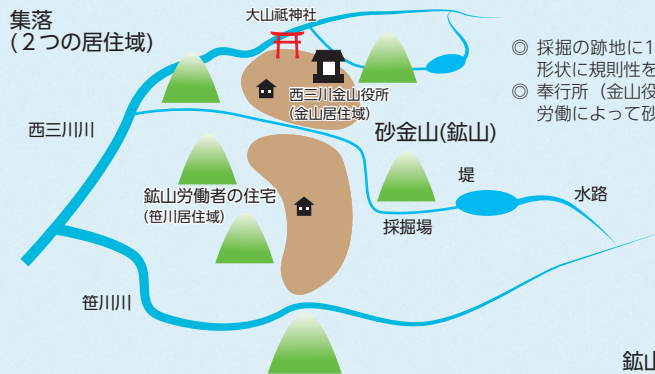 集落
(２つの居住域)
大山祇神社
◎ 採掘の跡地に1
形状に規則性を
◎ 奉行所（金山役
労働によって砂
西三川金山役所
(金山居住域)
西三川川
砂金山(鉱山)
堤
鉱山労働者の住宅
(笹川居住域)
水路
採掘場
笹川川
鉱山